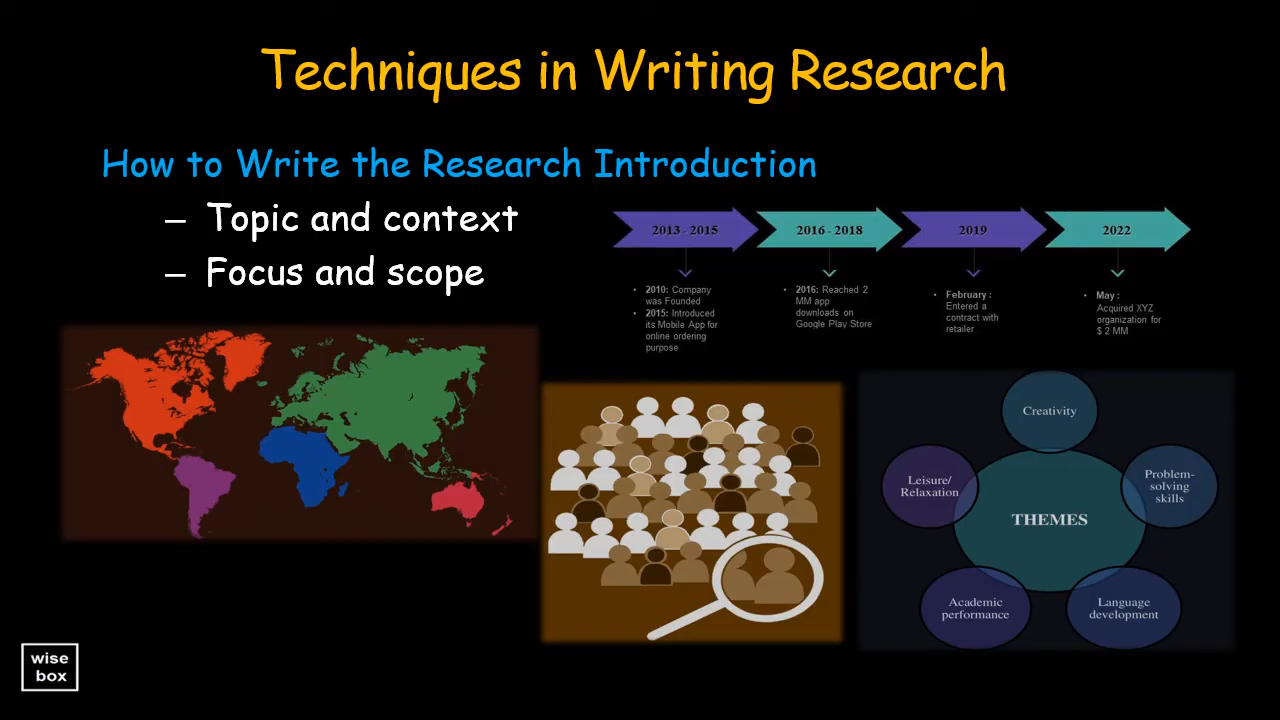 Techniques in Writing Research
How to Write the Research Introduction
– Topic and context
– Focus and scope
2013 - 2015
2016 - 2018
2019
2022
• 2010: Company
was Founded
• 2015: Introduced
its Mobile App for
online ordering
purpose
• 2016: Reached 2
MM app
downloads on
Google Play Store
• February :
Entered a
contract with
retailer
• May :
Acquired XYZ
organization for
$ 2 MM
Creativity
Leisure/
Relaxation
Problem-
solving
skills
THEMES
Academic
performance
Language
development
wise
box